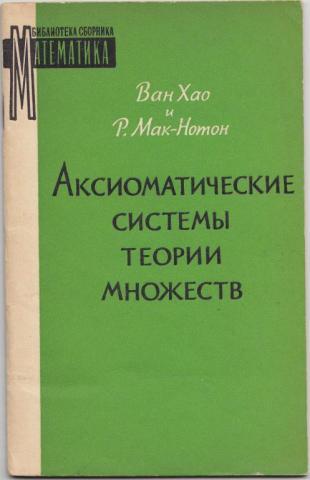 БИБЛИОТЕКА СБОРНИКА
МАТЕМАТИКА
Ван Хао
и
Р. Мак-Нотон
Аксиоматические
системы
теории
множеств